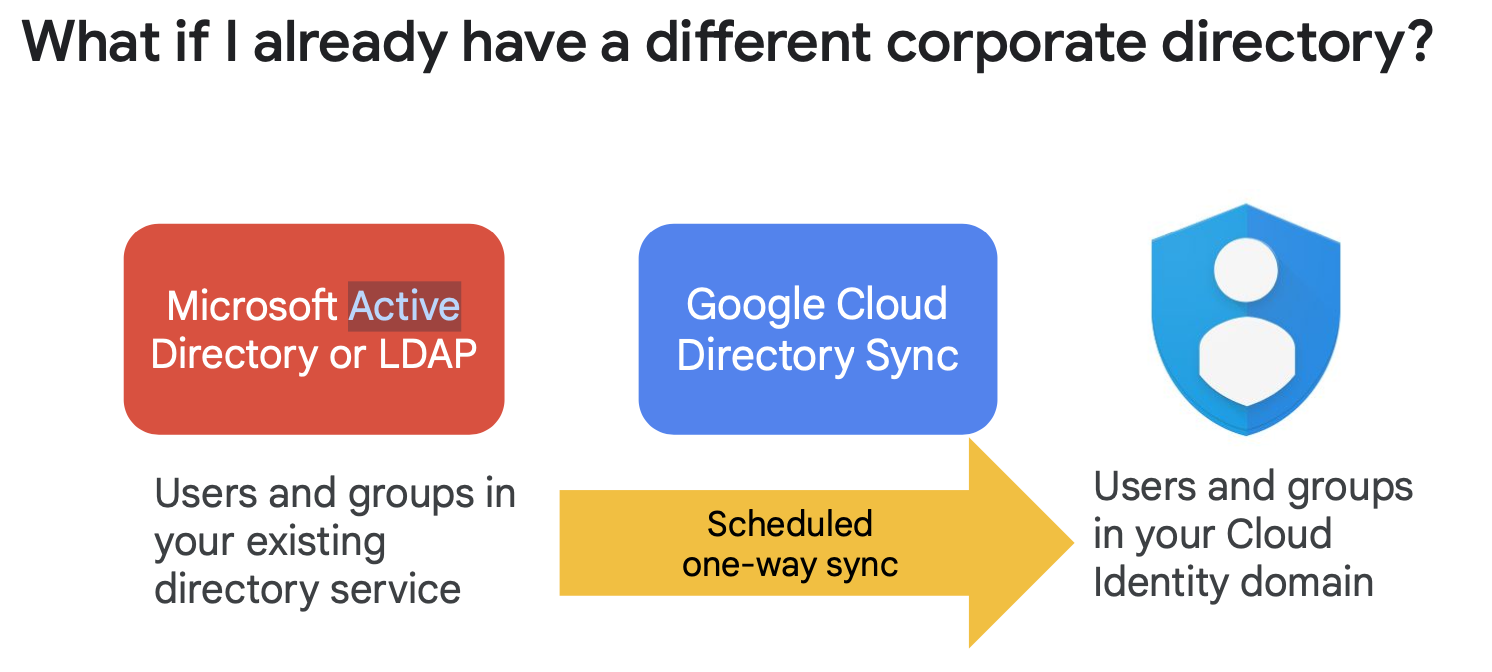 What if I already have a different corporate directory?
Microsoft Active
Directory or LDAP
Google Cloud
Directory Sync
Users and groups in
your existing
directory service
Scheduled
one-way sync
Users and groups
in your Cloud
Identity domain